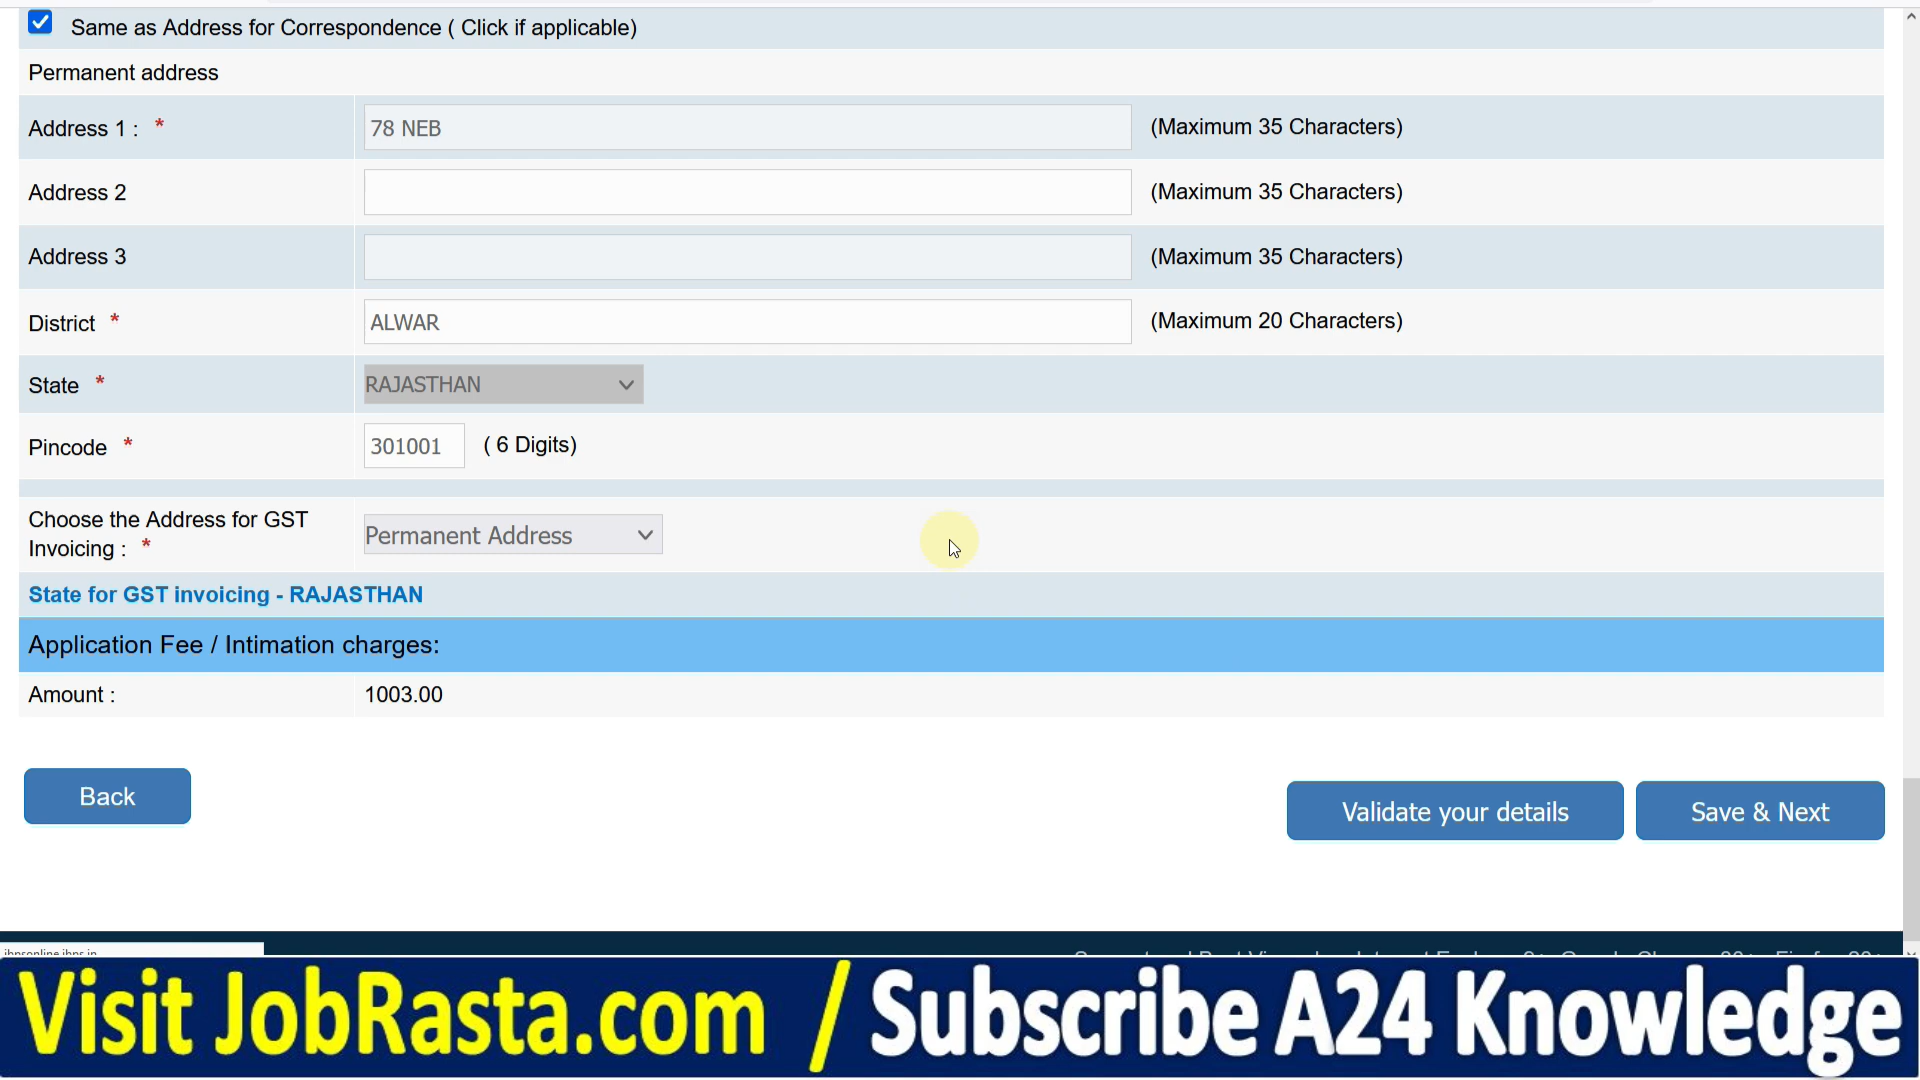 Same as Address for Correspondence ( Click if applicable)
Permanent address
Address 1 : * 78 NEB (Maximum 35 Characters)
Address 2 (Maximum 35 Characters)
Address 3 (Maximum 35 Characters)
District * ALWAR (Maximum 20 Characters)
State * RAJASTHAN
Pincode * 301001 ( 6 Digits)
Choose the Address for GST
Invoicing : * Permanent Address
State for GST invoicing - RAJASTHAN
Application Fee / Intimation charges:
Amount : 1003.00
Back
Validate your details
Save & Next
Visit JobRasta.com / Subscribe A24 Knowledge